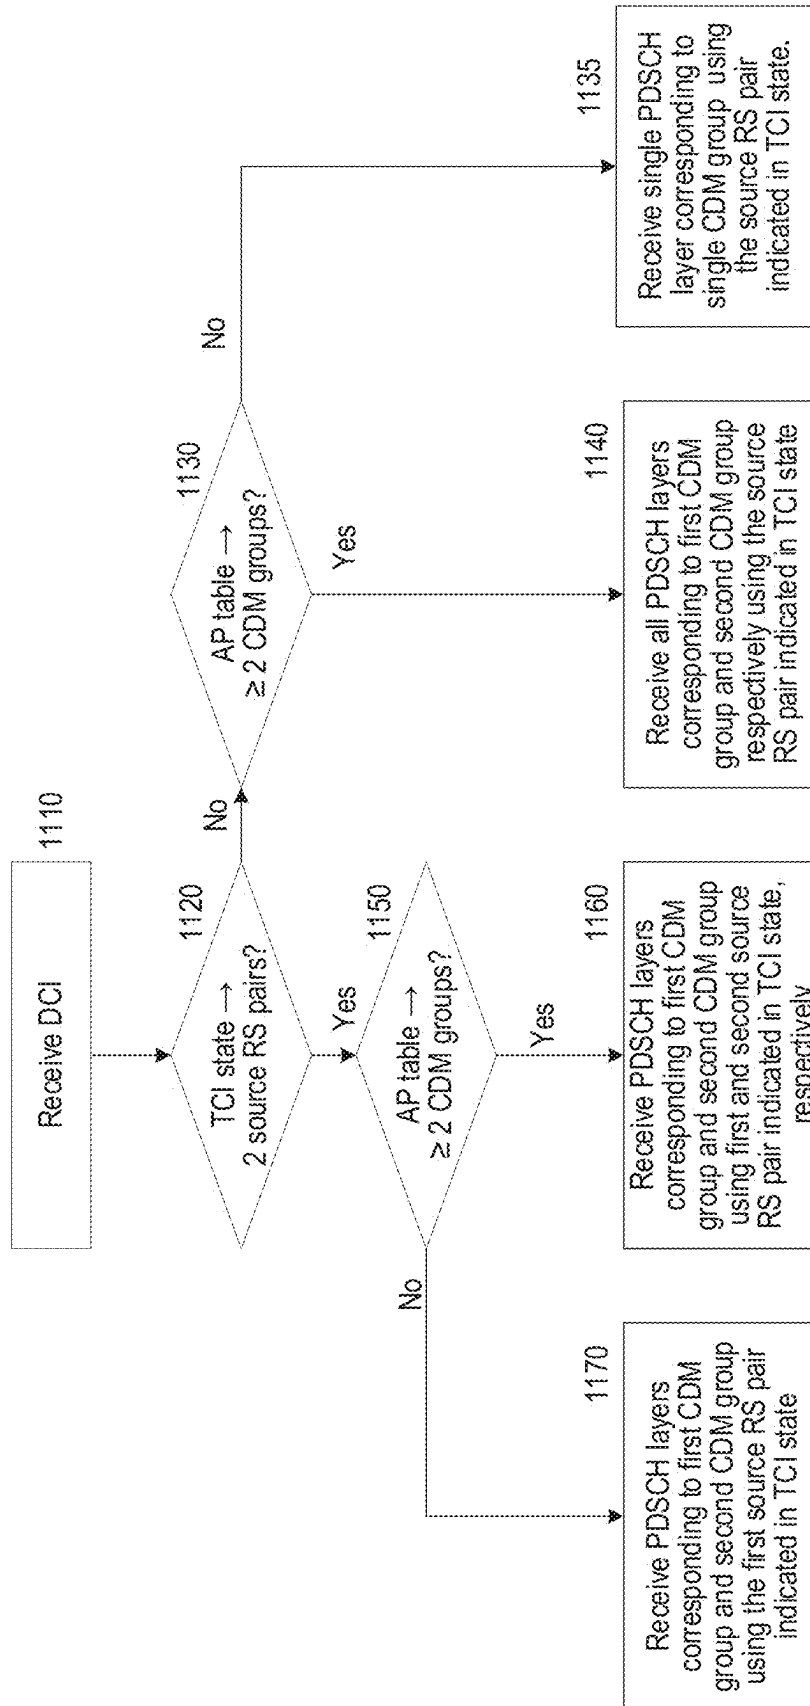 Receive DCI
1110
TCI state →
2 source RS pairs?
1120
No
Yes
AP table →
≥ 2 CDM groups?
1130
No
Yes
AP table →
≥ 2 CDM groups?
1150
No
Yes
Receive PDSCH layers
corresponding to first CDM
group and second CDM group
using the first source RS pair
indicated in TCI state
1170
Receive PDSCH layers
corresponding to first CDM
group and second CDM group
using first and second source
RS pair indicated in TCI state,
respectively
1160
Receive all PDSCH layers
corresponding to first CDM
group and second CDM group
respectively using the source
RS pair indicated in TCI state
1140
Receive single PDSCH
layer corresponding to
single CDM group using
the source RS pair
indicated in TCI state.
1135